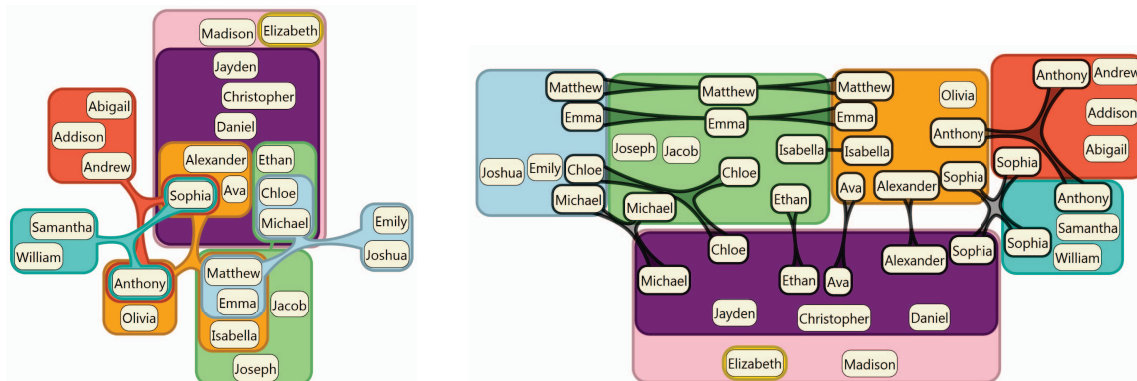 Madison
Elizabeth
Jayden
Christopher
Daniel
Abigail
Addison
Andrew
Alexander
Ethan
Sophia
Ava
Chloe
Michael
Samantha
William
Emily
Joshua
Anthony
Olivia
Matthew
Emma
Isabella
Jacob
Joseph
Matthew
Matthew
Matthew
Emma
Emma
Emma
Olivia
Anthony
Andrew
Addison
Abigail
Anthony
Joseph
Jacob
Isabella
Isabella
Joshua
Emily
Chloe
Chloe
Michael
Michael
Ethan
Ava
Alexander
Sophia
Sophia
Anthony
Samantha
William
Chloe
Sophia
Sophia
Michael
Ethan
Ava
Alexander
Jayden
Christopher
Daniel
Elizabeth
Madison